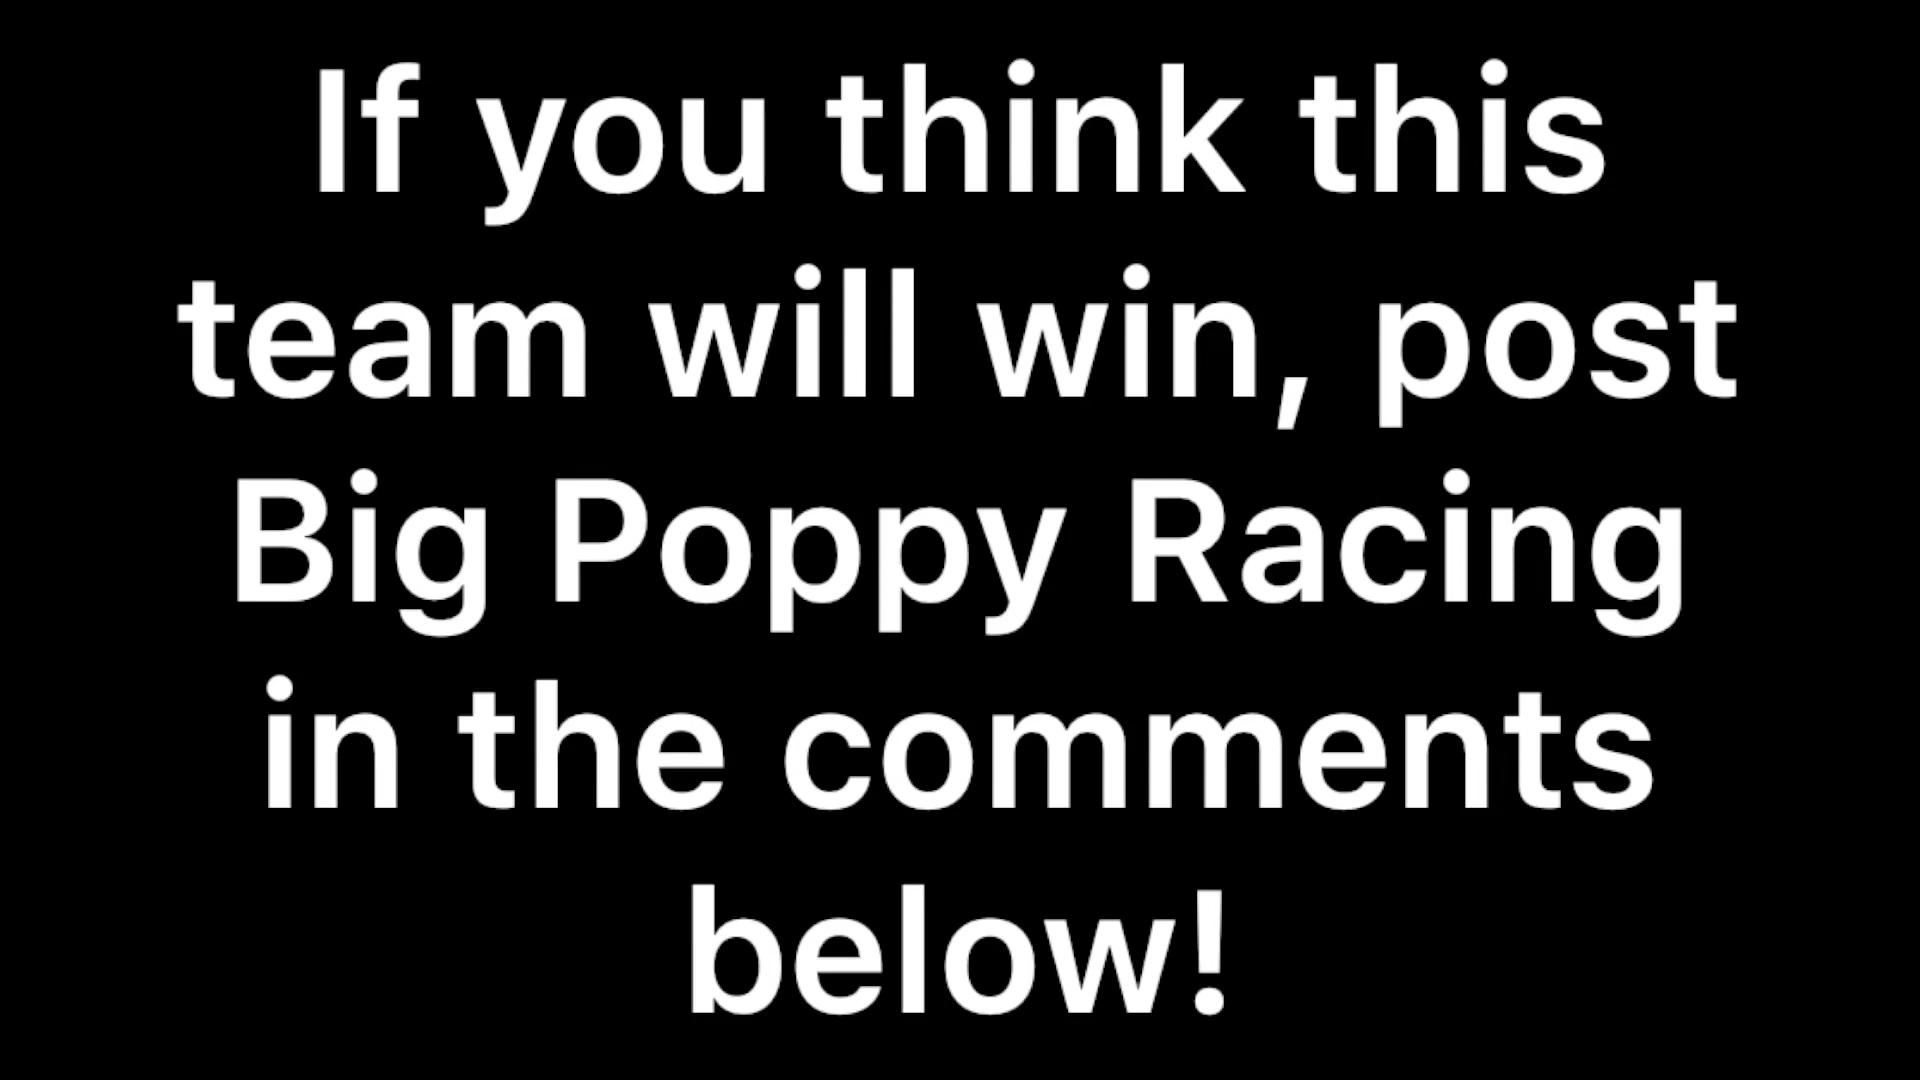 If you think this
team will win, post
Big Poppy Racing
in the comments
below!